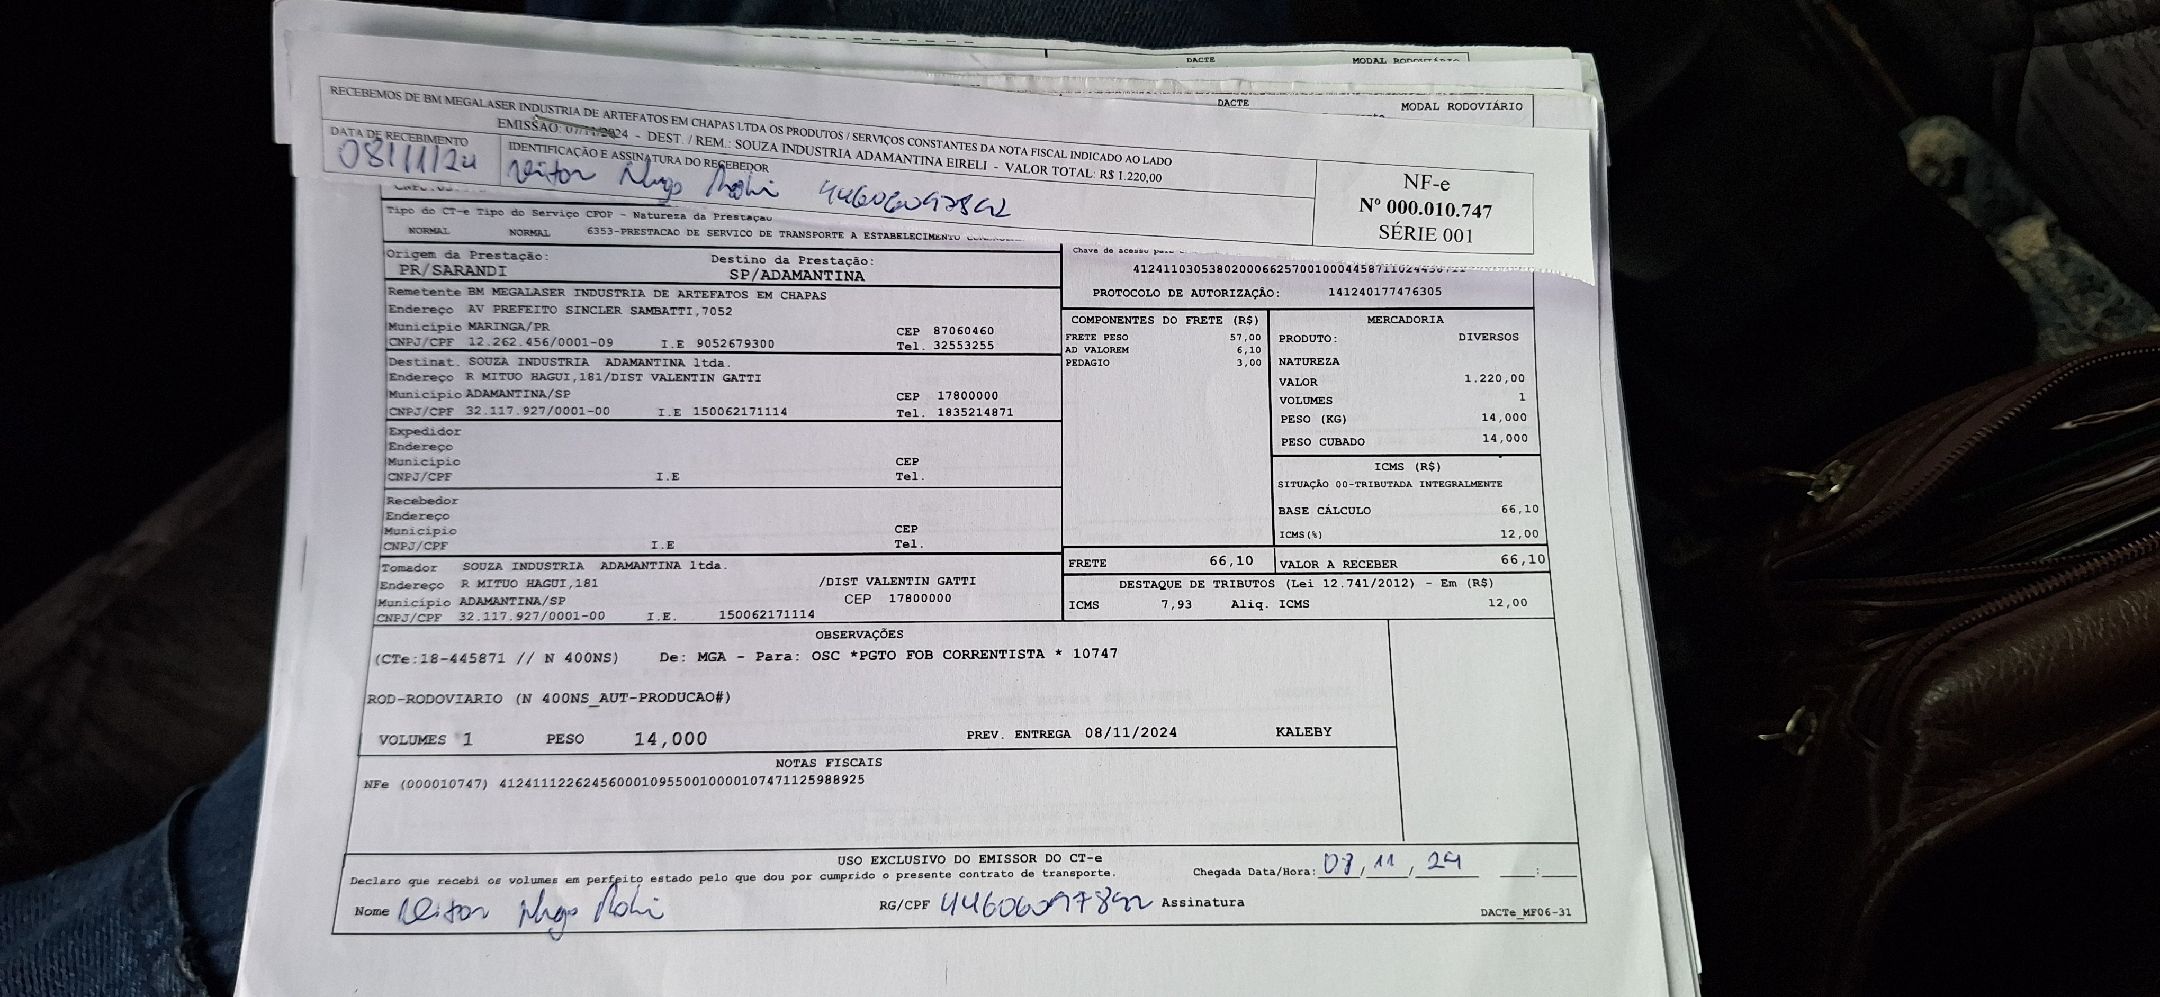 DACTE MODAL RODOVIÁRIO
DACTE MODAL RODOVIÁRIO
RECEBEMOS DE BM MEGALASER INDUSTRIA DE ARTEFATOS EM CHAPAS LTDA OS PRODUTOS / SERVIÇOS CONSTANTES DA NOTA FISCAL INDICADO AO LADO
EMISSÃO: 07/11/2024 - DEST. / REM.: SOUZA INDUSTRIA ADAMANTINA EIRELI - VALOR TOTAL: R$ 1.220,00
DATA DE RECEBIMENTO
08/11/24
IDENTIFICAÇÃO E ASSINATURA DO RECEBEDOR
44606097892
NF-e
Nº 000.010.747
SÉRIE 001
Tipo do CT-e Tipo do Serviço CFOP - Natureza da Prestação
NORMAL NORMAL 6353-PRESTACAO DE SERVICO DE TRANSPORTE A ESTABELECIMENTO
Origem da Prestação: Destino da Prestação:
PR/SARANDI SP/ADAMANTINA
Remetente BM MEGALASER INDUSTRIA DE ARTEFATOS EM CHAPAS
Endereço AV PREFEITO SINCLER SAMBATTI,7052
Município MARINGA/PR CEP 87060460
CNPJ/CPF 12.262.456/0001-09 I.E 9052679300 Tel. 32553255
Destinat. SOUZA INDUSTRIA ADAMANTINA ltda.
Endereço R MITUO HAGUI,181/DIST VALENTIN GATTI
Município ADAMANTINA/SP CEP 17800000
CNPJ/CPF 32.117.927/0001-00 I.E 150062171114 Tel. 1835214871
Expedidor
Endereço
Município CEP
CNPJ/CPF I.E Tel.
Recebedor
Endereço
Município CEP
CNPJ/CPF I.E Tel.
Tomador SOUZA INDUSTRIA ADAMANTINA ltda.
Endereço R MITUO HAGUI,181 /DIST VALENTIN GATTI
Município ADAMANTINA/SP CEP 17800000
CNPJ/CPF 32.117.927/0001-00 I.E. 150062171114
Chave de acesso
PROTOCOLO DE AUTORIZAÇÃO: 141240177476305
COMPONENTES DO FRETE (R$)
FRETE PESO 57,00
AD VALOREM 6,10
PEDAGIO 3,00
MERCADORIA
PRODUTO: DIVERSOS
NATUREZA
VALOR 1.220,00
VOLUMES 1
PESO (KG) 14,000
PESO CUBADO 14,000
ICMS (R$)
SITUAÇÃO 00-TRIBUTADA INTEGRALMENTE
BASE CÁLCULO 66,10
ICMS(%) 12,00
FRETE 66,10 VALOR A RECEBER 66,10
DESTAQUE DE TRIBUTOS (Lei 12.741/2012) - Em (R$)
ICMS 7,93 Aliq. ICMS 12,00
OBSERVAÇÕES
(CTe:18-445871 // N 400NS) De: MGA - Para: OSC *PGTO FOB CORRENTISTA * 10747
ROD-RODOVIARIO (N 400NS_AUT-PRODUCAO#)
VOLUMES 1 PESO 14,000 PREV. ENTREGA 08/11/2024 KALEBY
NOTAS FISCAIS
NFe (000010747) 41241112262456000109550010000107471125988925
USO EXCLUSIVO DO EMISSOR DO CT-e
Declaro que recebi os volumes em perfeito estado pelo que dou por cumprido o presente contrato de transporte. Chegada Data/Hora: 08/11/24 __:__
Nome RG/CPF 44606097892 Assinatura
DACTe_MF06-31